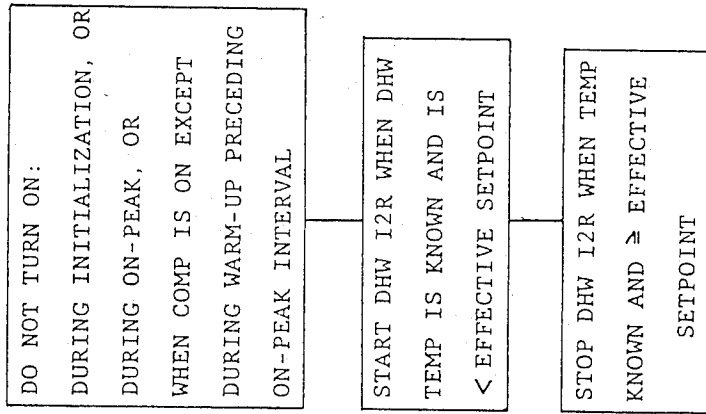 DO NOT TURN ON:
DURING INITIALIZATION, OR
DURING ON-PEAK, OR
WHEN COMP IS ON EXCEPT
DURING WARM-UP PRECEDING
ON-PEAK INTERVAL
START DHW I2R WHEN DHW
TEMP IS KNOWN AND IS
< EFFECTIVE SETPOINT
STOP DHW I2R WHEN TEMP
KNOWN AND ≥ EFFECTIVE
SETPOINT